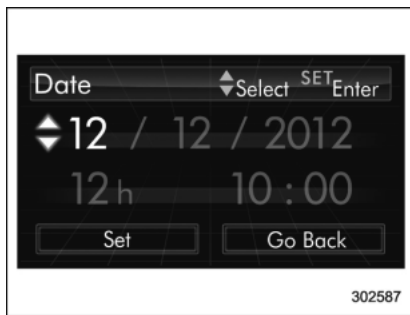 Date Select SET Enter
12 / 12 / 2012
12h 10:00
Set Go Back
302587